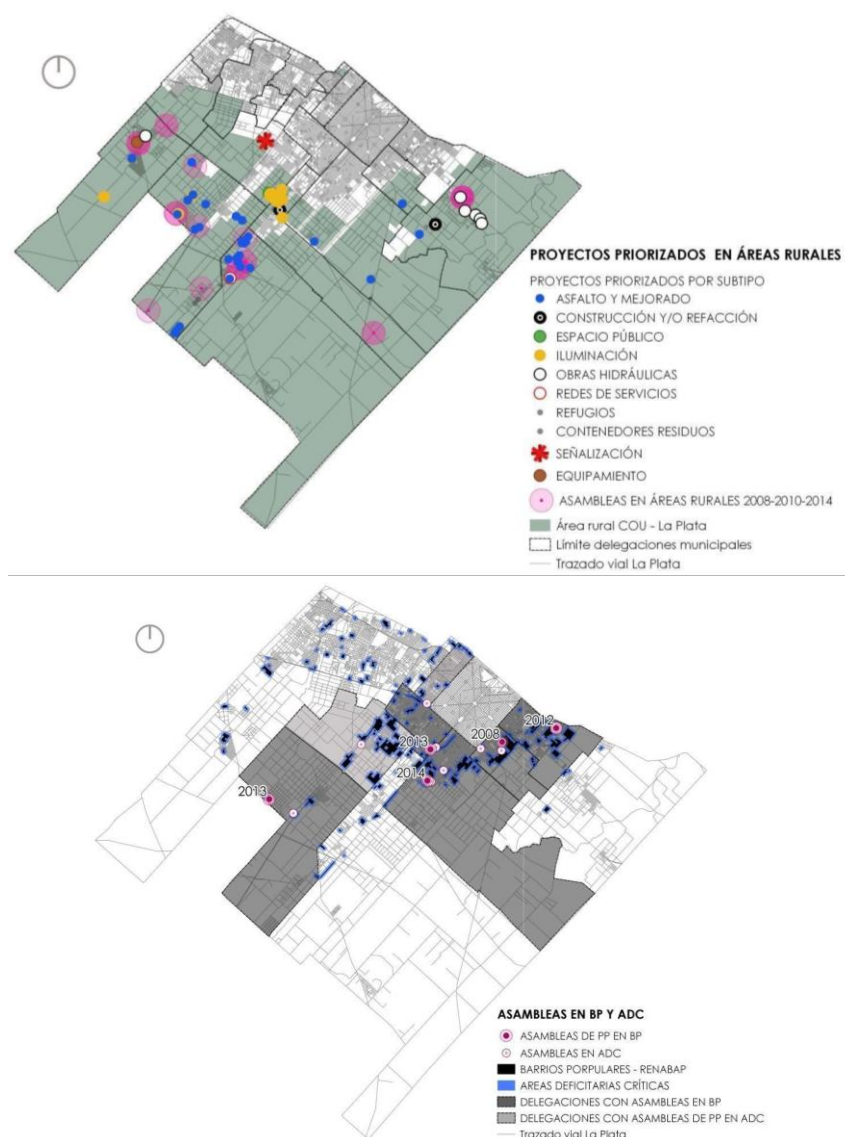 PROYECTOS PRIORIZADOS EN ÁREAS RURALES
PROYECTOS PRIORIZADOS POR SUBTIPO
ASFALTO Y MEJORADO
CONSTRUCCIÓN Y/O REFACCIÓN
ESPACIO PÚBLICO
ILUMINACIÓN
OBRAS HIDRÁULICAS
REDES DE SERVICIOS
REFUGIOS
CONTENEDORES RESIDUOS
SEÑALIZACIÓN
EQUIPAMIENTO
ASAMBLEAS EN ÁREAS RURALES 2008-2010-2014
Área rural COU - La Plata
Límite delegaciones municipales
Trazado vial La Plata
2012
2008
2013
2014
2013
ASAMBLEAS EN BP Y ADC
ASAMBLEAS DE PP EN BP
ASAMBLEAS EN ADC
BARRIOS PORPULARES - RENABAP
AREAS DEFICITARIAS CRÍTICAS
DELEGACIONES CON ASAMBLEAS EN BP
DELEGACIONES CON ASAMBLEAS DE PP EN ADC
Trazado vial La Plata